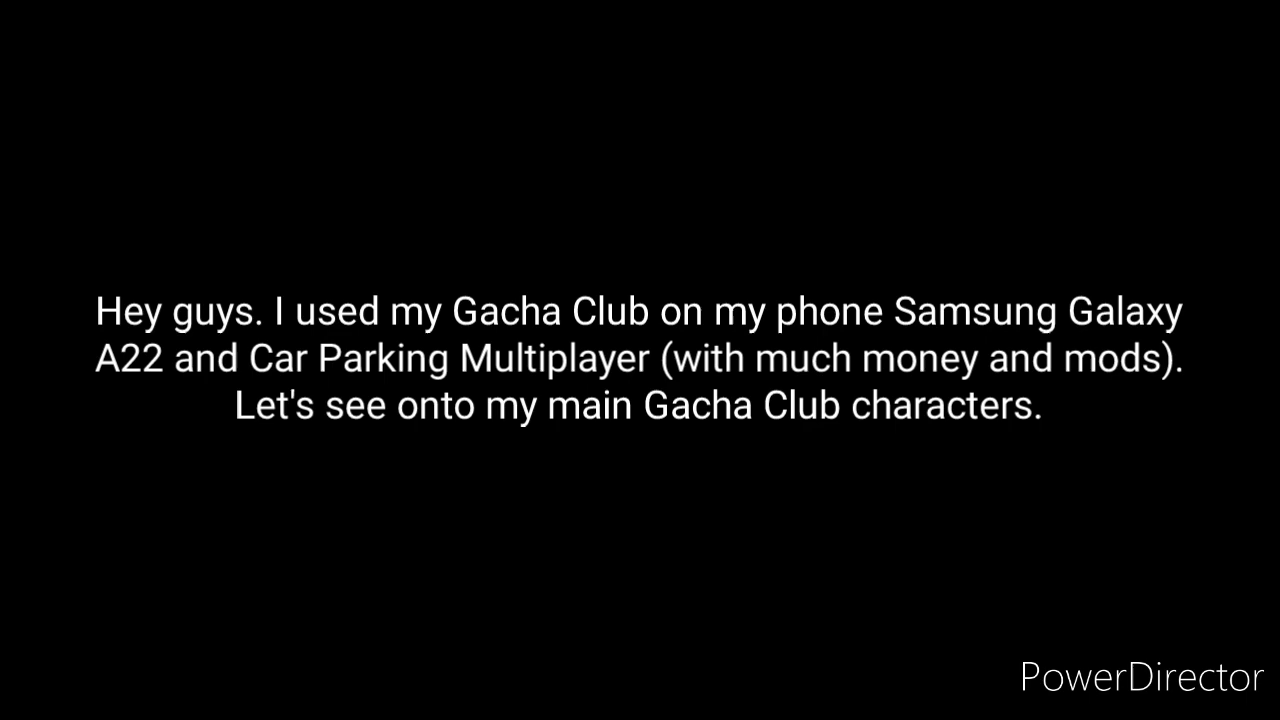 Hey guys. I used my Gacha Club on my phone Samsung Galaxy
A22 and Car Parking Multiplayer (with much money and mods).
Let's see onto my main Gacha Club characters.
PowerDirector